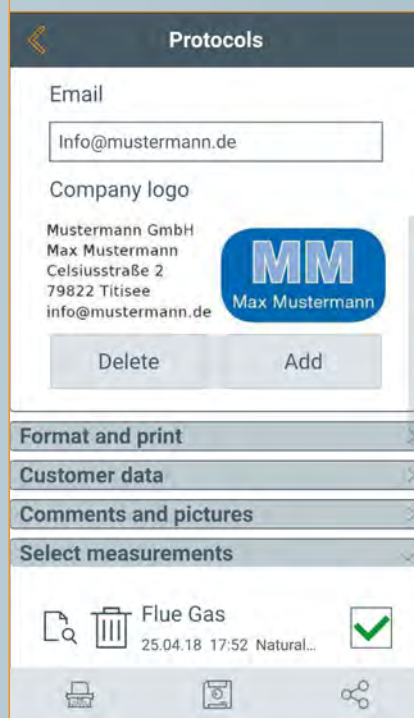 Protocols
Email
Info@mustermann.de
Company logo
Mustermann GmbH
Max Mustermann
Celsiusstraße 2
79822 Titisee
info@mustermann.de
MM
Max Mustermann
Delete Add
Format and print
Customer data
Comments and pictures
Select measurements
Flue Gas
25.04.18 17:52 Natural...